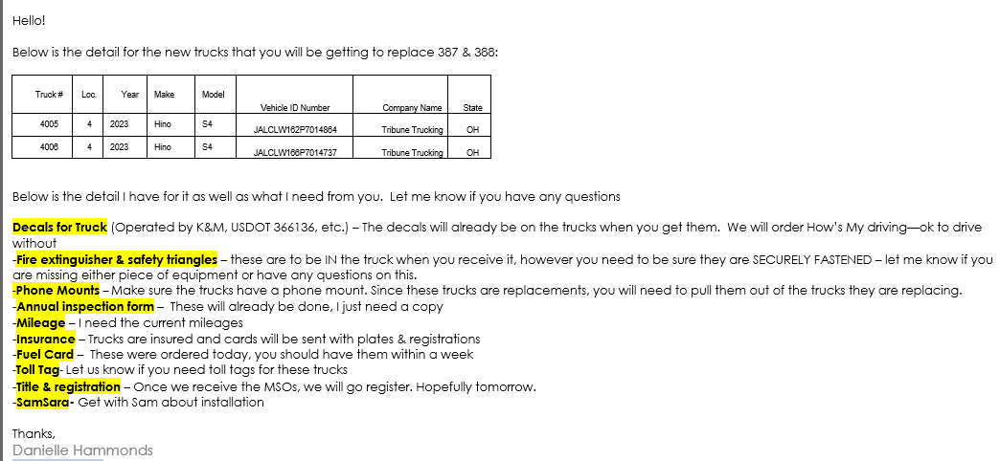 Hello!
Below is the detail for the new trucks that you will be getting to replace 387 & 388:
Truck # Loc. Year Make Model Vehicle ID Number Company Name State
4005 4 2023 Hino S4 JALCLW162P7014864 Tribune Trucking OH
4006 4 2023 Hino S4 JALCLW166P7014737 Tribune Trucking OH
Below is the detail I have for it as well as what I need from you.  Let me know if you have any questions
Decals for Truck (Operated by K&M, USDOT 366136, etc.) – The decals will already be on the trucks when you get them.  We will order How's My driving—ok to drive
without
-Fire extinguisher & safety triangles – these are to be IN the truck when you receive it, however you need to be sure they are SECURELY FASTENED – let me know if you
are missing either piece of equipment or have any questions on this.
-Phone Mounts – Make sure the trucks have a phone mount. Since these trucks are replacements, you will need to pull them out of the trucks they are replacing.
-Annual inspection form –  These will already be done, I just need a copy
-Mileage – I need the current mileages
-Insurance – Trucks are insured and cards will be sent with plates & registrations
-Fuel Card –  These were ordered today, you should have them within a week
-Toll Tag- Let us know if you need toll tags for these trucks
-Title & registration – Once we receive the MSOs, we will go register. Hopefully tomorrow.
-SamSara- Get with Sam about installation
Thanks,
Danielle Hammonds